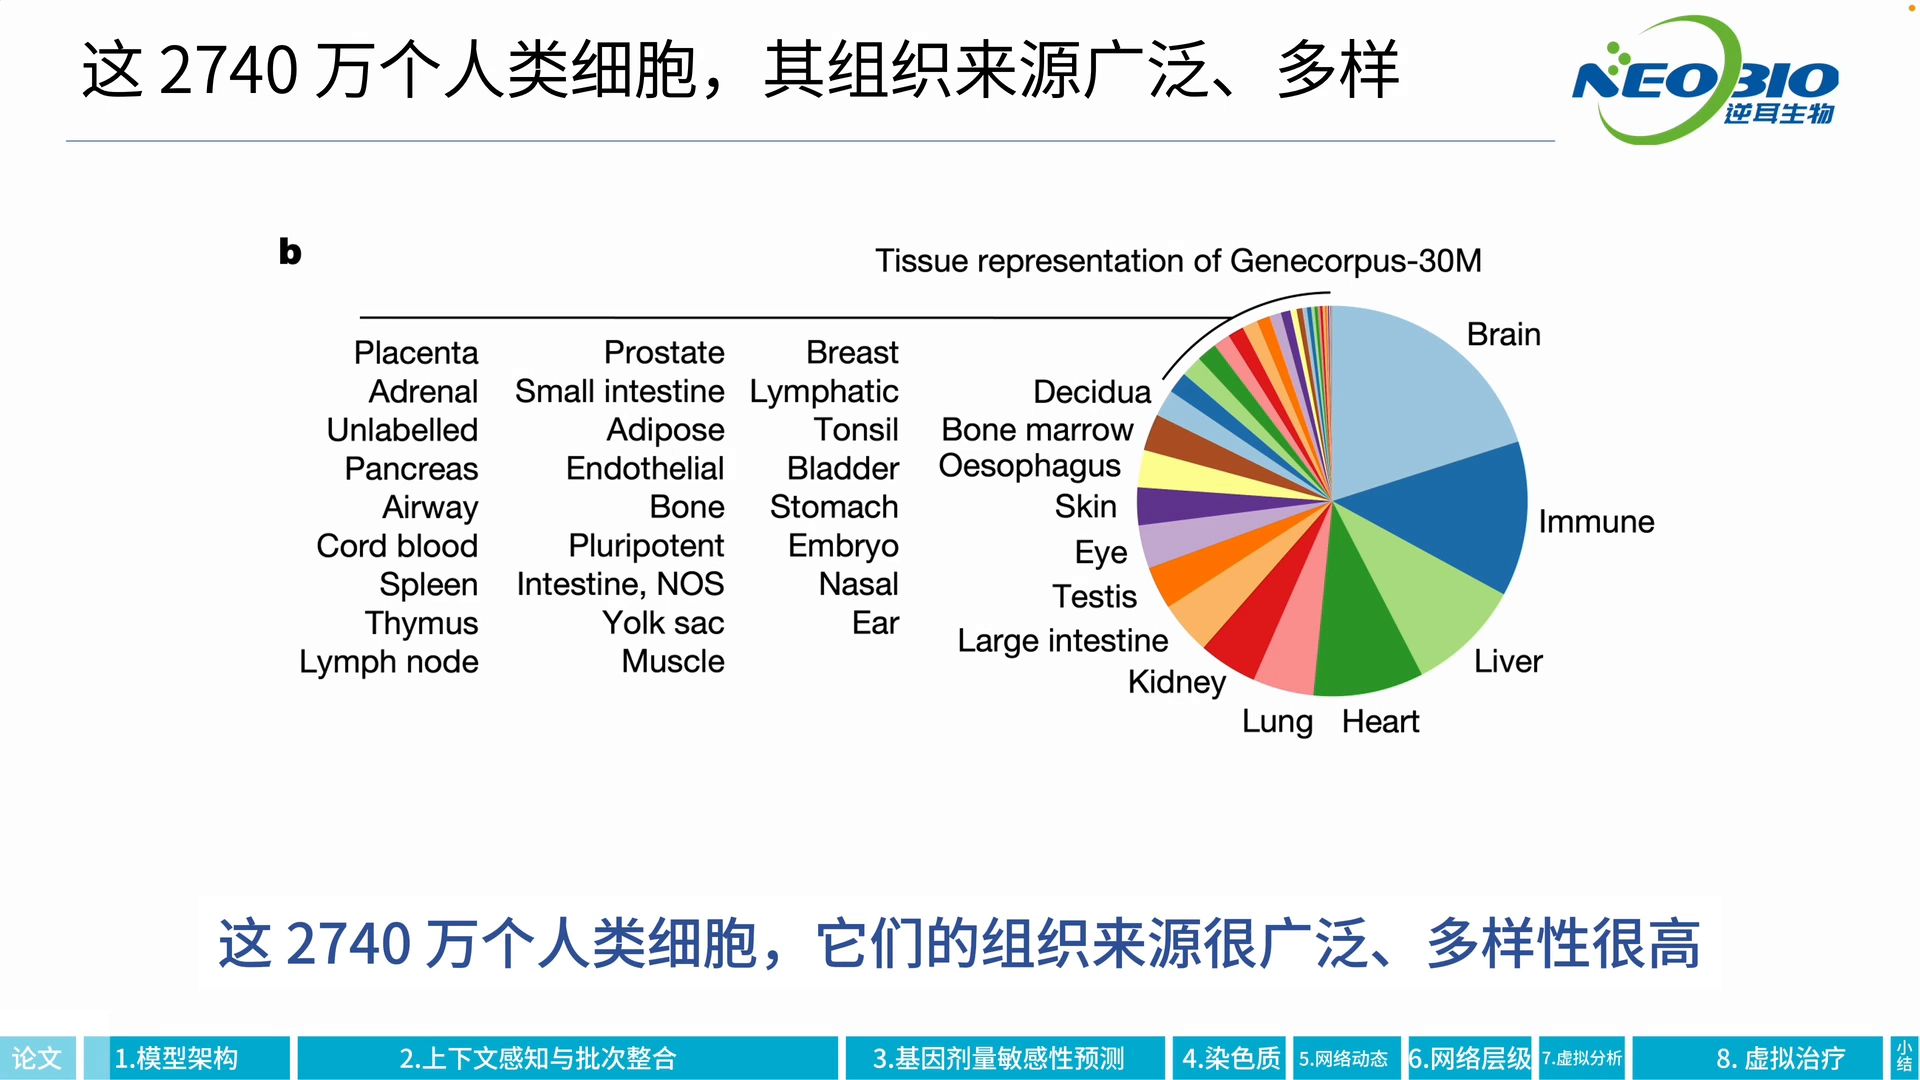 这 2740 万个人类细胞，其组织来源广泛、多样
NEOBIO
逆耳生物
b
Tissue representation of Genecorpus-30M
Placenta
Adrenal
Unlabelled
Pancreas
Airway
Cord blood
Spleen
Thymus
Lymph node
Prostate
Small intestine
Adipose
Endothelial
Bone
Pluripotent
Intestine, NOS
Yolk sac
Muscle
Breast
Lymphatic
Tonsil
Bladder
Stomach
Embryo
Nasal
Ear
Decidua
Bone marrow
Oesophagus
Skin
Eye
Testis
Large intestine
Kidney
Lung
Heart
Liver
Immune
Brain
这 2740 万个人类细胞，它们的组织来源很广泛、多样性很高
论文
1.模型架构
2.上下文感知与批次整合
3.基因剂量敏感性预测
4.染色质
5.网络动态
6.网络层级
7.虚拟分析
8. 虚拟治疗
小结